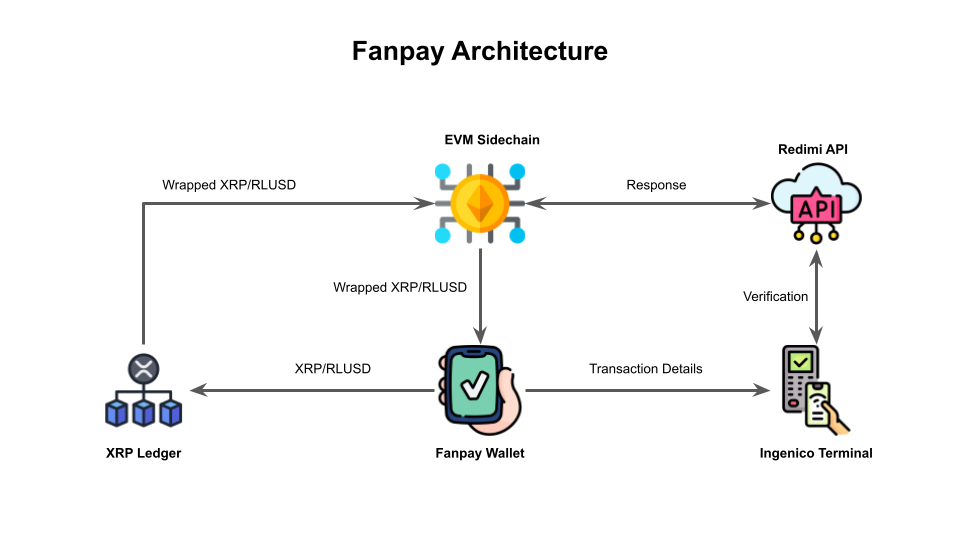 Fanpay Architecture
EVM Sidechain
Redimi API
Wrapped XRP/RLUSD
Response
API
Wrapped XRP/RLUSD
Verification
XRP/RLUSD
Transaction Details
XRP Ledger
Fanpay Wallet
Ingenico Terminal